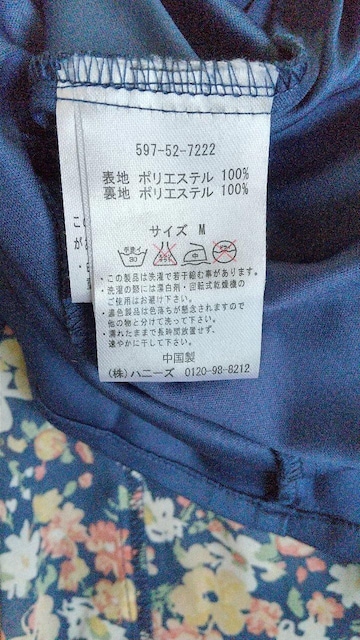 597-52-7222
表地 ポリエステル 100%
裏地 ポリエステル 100%
サイズ M
手洗イ
30
・この製品は洗濯で若干縮む事があります。
・洗濯の際には漂白剤・回転式乾燥機の
ご使用はお避け下さい。
・濃色製品は色落ちが懸念されますので
他の物と分けて洗って下さい。
・濡れたままで長時間放置せず、
速やかに干して下さい。
中国製
(株)ハニーズ 0120-98-8212